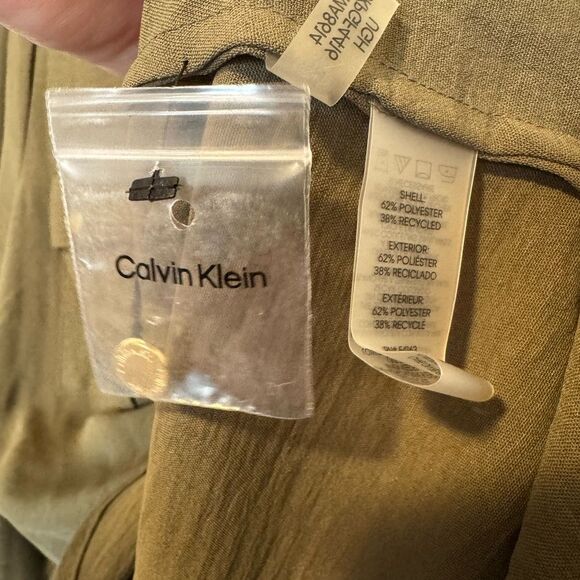 Calvin Klein
SHELL:
62% POLYESTER
38% RECYCLED
EXTERIOR:
62% POLIÉSTER
38% RECICLADO
EXTÉRIEUR:
62% POLYESTER
38% RECYCLÉ